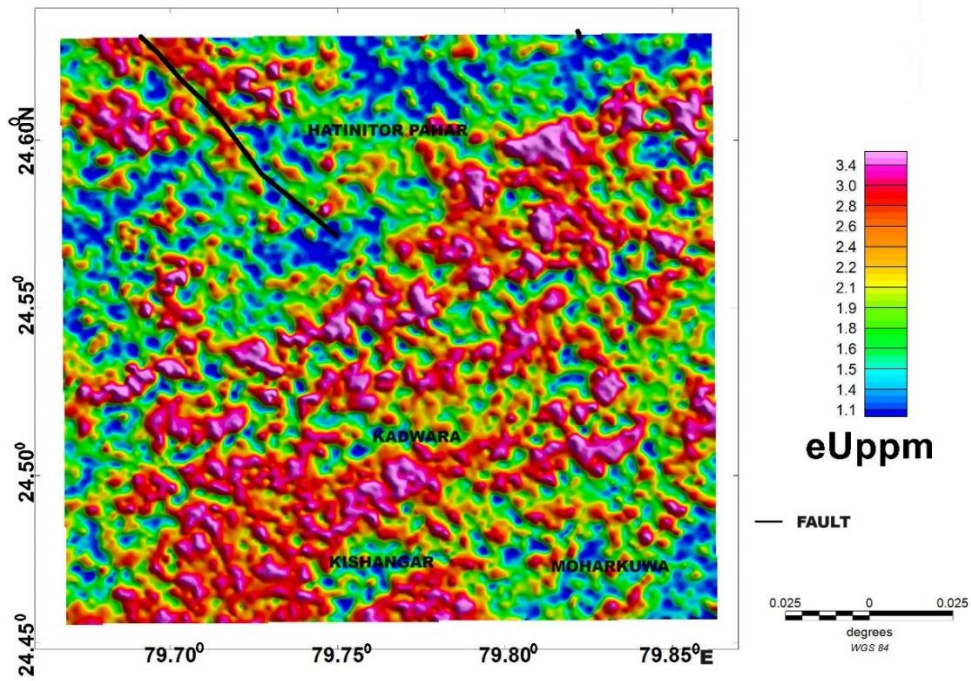 24.60⁰N
24.55⁰
24.50⁰
24.45⁰
79.70⁰
79.75⁰
79.80⁰
79.85⁰E
HATINITOR PAHAR
KADWARA
KISHANGAR
MOHARKUWA
3.4
3.0
2.8
2.6
2.4
2.2
2.1
1.9
1.8
1.6
1.5
1.4
1.1
eUppm
FAULT
0.025 0 0.025
degrees
WGS 84